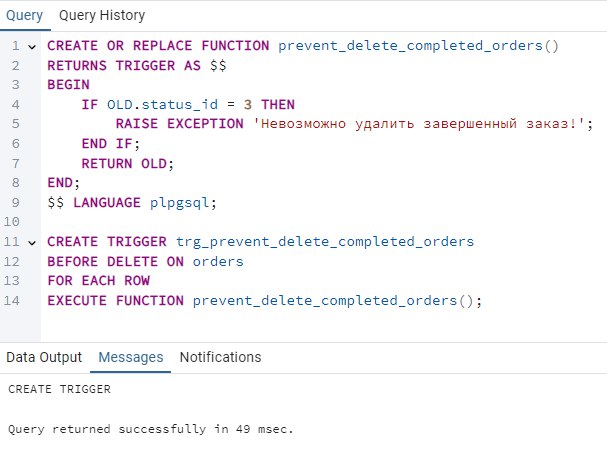 Query Query History
1 CREATE OR REPLACE FUNCTION prevent_delete_completed_orders()
2 RETURNS TRIGGER AS $$
3 BEGIN
4     IF OLD.status_id = 3 THEN
5         RAISE EXCEPTION 'Невозможно удалить завершенный заказ!';
6     END IF;
7     RETURN OLD;
8 END;
9 $$ LANGUAGE plpgsql;
10
11 CREATE TRIGGER trg_prevent_delete_completed_orders
12 BEFORE DELETE ON orders
13 FOR EACH ROW
14 EXECUTE FUNCTION prevent_delete_completed_orders();
Data Output Messages Notifications
CREATE TRIGGER
Query returned successfully in 49 msec.